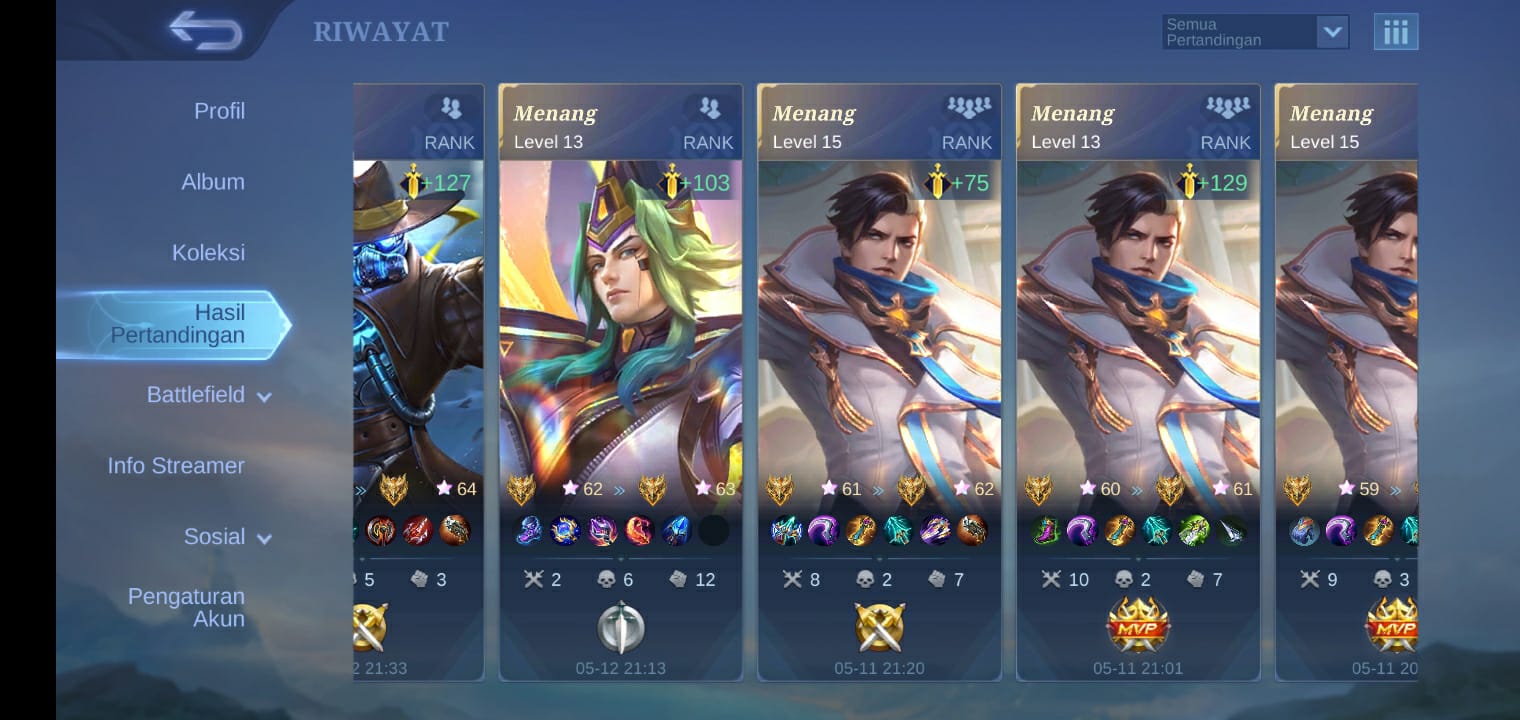 RIWAYAT
Semua
Pertandingan
Profil
Album
Koleksi
Hasil
Pertandingan
Battlefield
Info Streamer
Sosial
Pengaturan
Akun
RANK
+127
64
5 3
21:33
Menang
Level 13 RANK
+103
62 » 63
2 6 12
05-12 21:13
Menang
Level 15 RANK
+75
61 » 62
8 2 7
05-11 21:20
Menang
Level 13 RANK
+129
60 » 61
10 2 7
MVP
05-11 21:01
Menang
Level 15
59 »
9 3
MVP
05-11 20